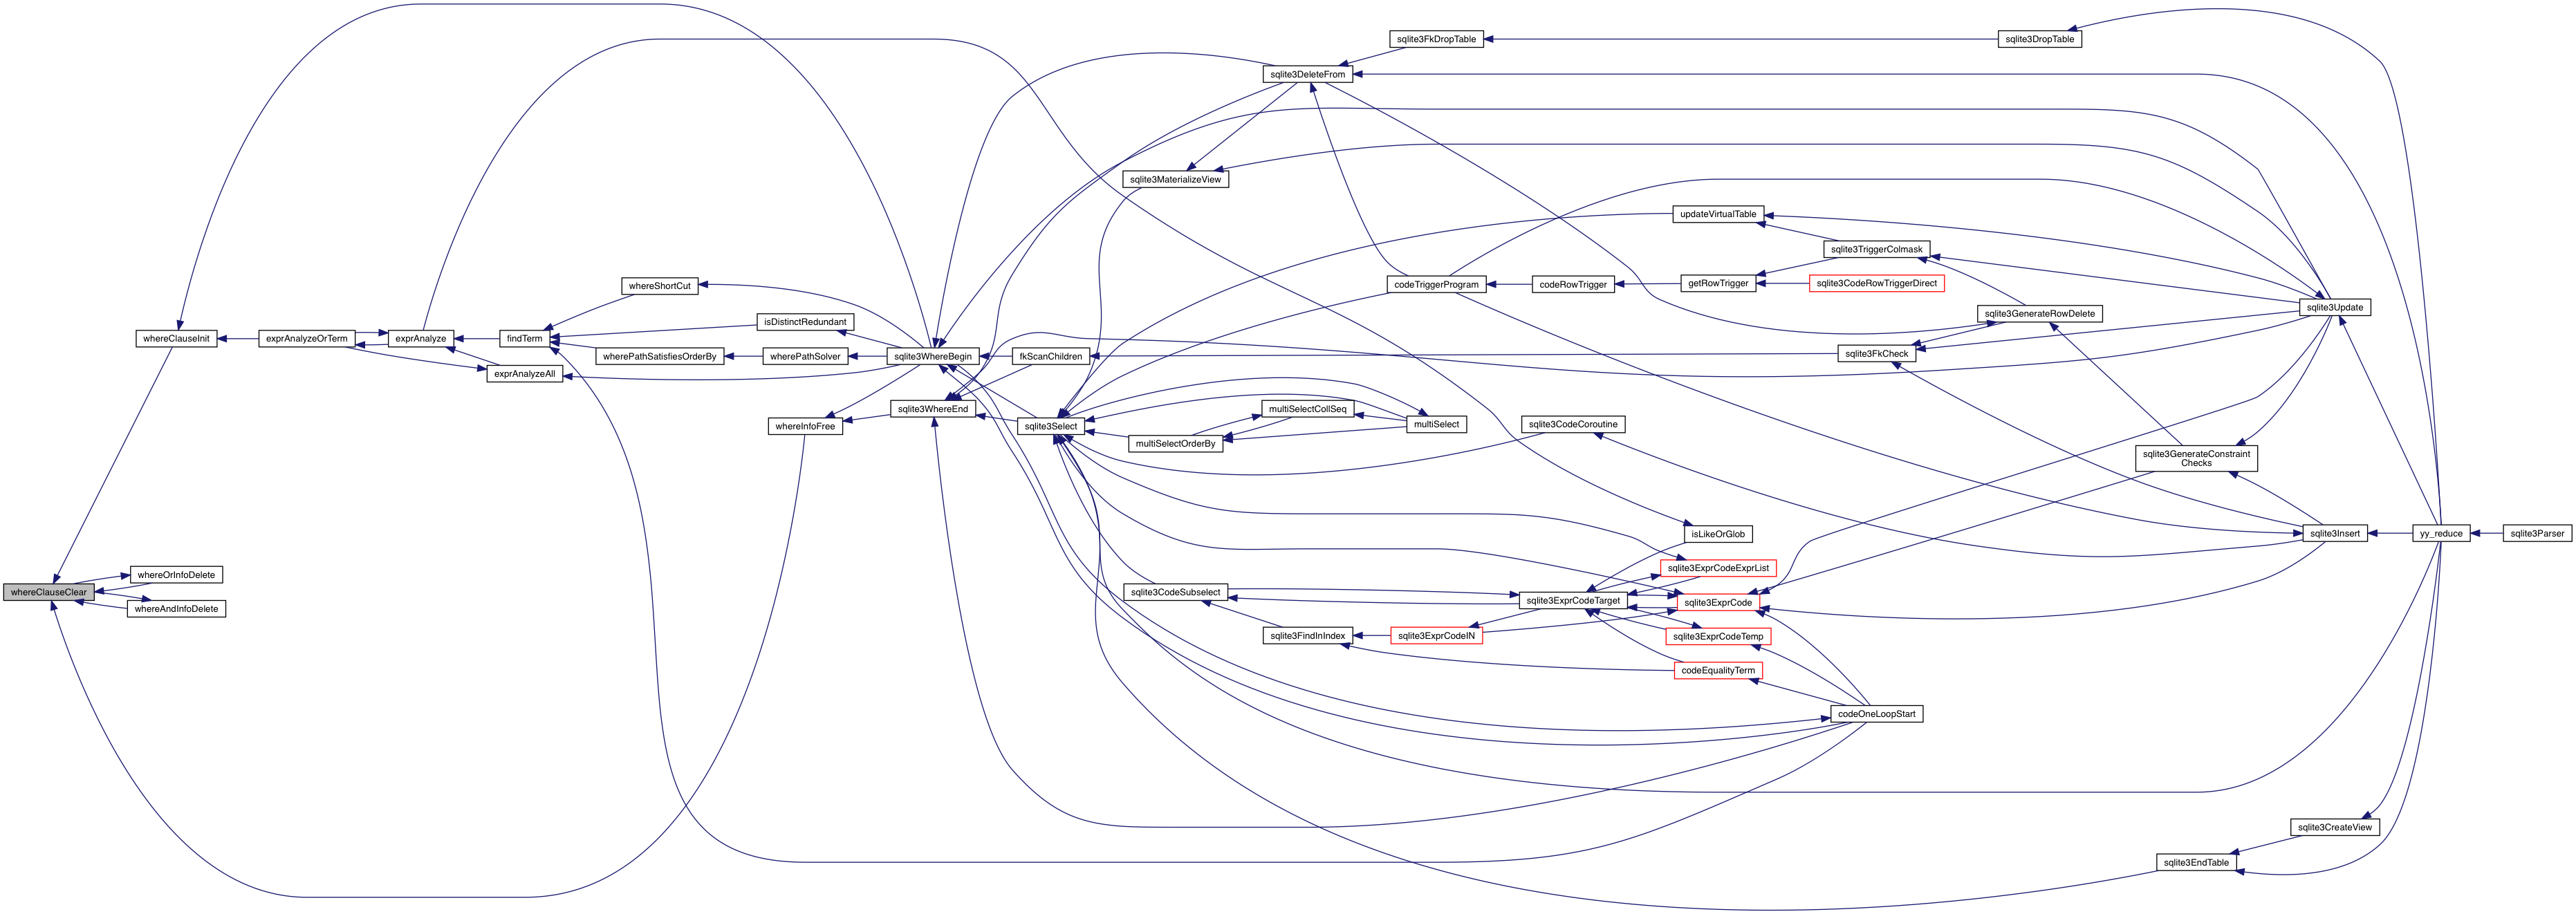 sqlite3FkDropTable
sqlite3DropTable
sqlite3DeleteFrom
sqlite3MaterializeView
updateVirtualTable
sqlite3TriggerColmask
whereShortCut
codeTriggerProgram
codeRowTrigger
getRowTrigger
sqlite3CodeRowTriggerDirect
sqlite3Update
sqlite3GenerateRowDelete
isDistinctRedundant
whereClauseInit
exprAnalyzeOrTerm
exprAnalyze
findTerm
wherePathSatisfiesOrderBy
wherePathSolver
sqlite3WhereBegin
fkScanChildren
sqlite3FkCheck
exprAnalyzeAll
sqlite3WhereEnd
multiSelectCollSeq
whereInfoFree
sqlite3Select
multiSelect
sqlite3CodeCoroutine
multiSelectOrderBy
sqlite3GenerateConstraint
Checks
isLikeOrGlob
sqlite3Insert
yy_reduce
sqlite3Parser
whereOrInfoDelete
sqlite3ExprCodeExprList
whereClauseClear
sqlite3CodeSubselect
sqlite3ExprCodeTarget
sqlite3ExprCode
whereAndInfoDelete
sqlite3FindInIndex
sqlite3ExprCodeIN
sqlite3ExprCodeTemp
codeEqualityTerm
codeOneLoopStart
sqlite3CreateView
sqlite3EndTable